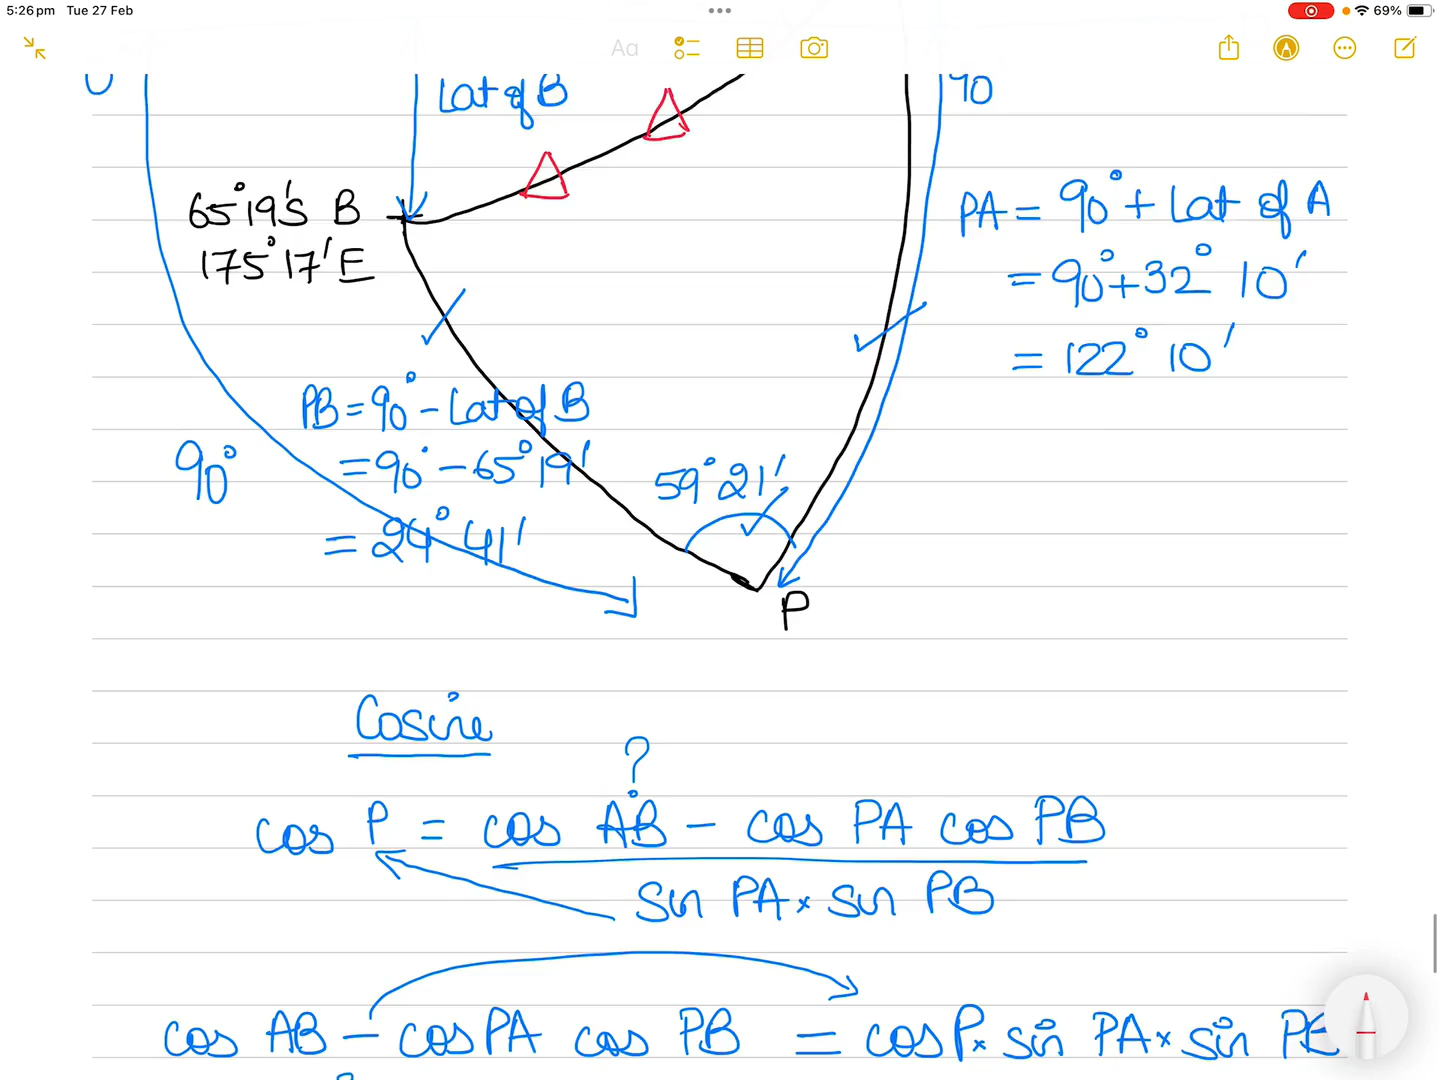 5:26 pm Tue 27 Feb
69%
Aa
Lat of B
90
65°19'S B
175°17'E
PA = 90° + Lat of A
= 90° + 32° 10'
= 122° 10'
PB = 90° - Lat of B
= 90° - 65° 19'
= 24° 41'
90°
59° 21'
P
Cosine
?
cos P = cos AB - cos PA cos PB
sin PA × sin PB
cos AB - cos PA cos PB = cos P × sin PA × sin PB